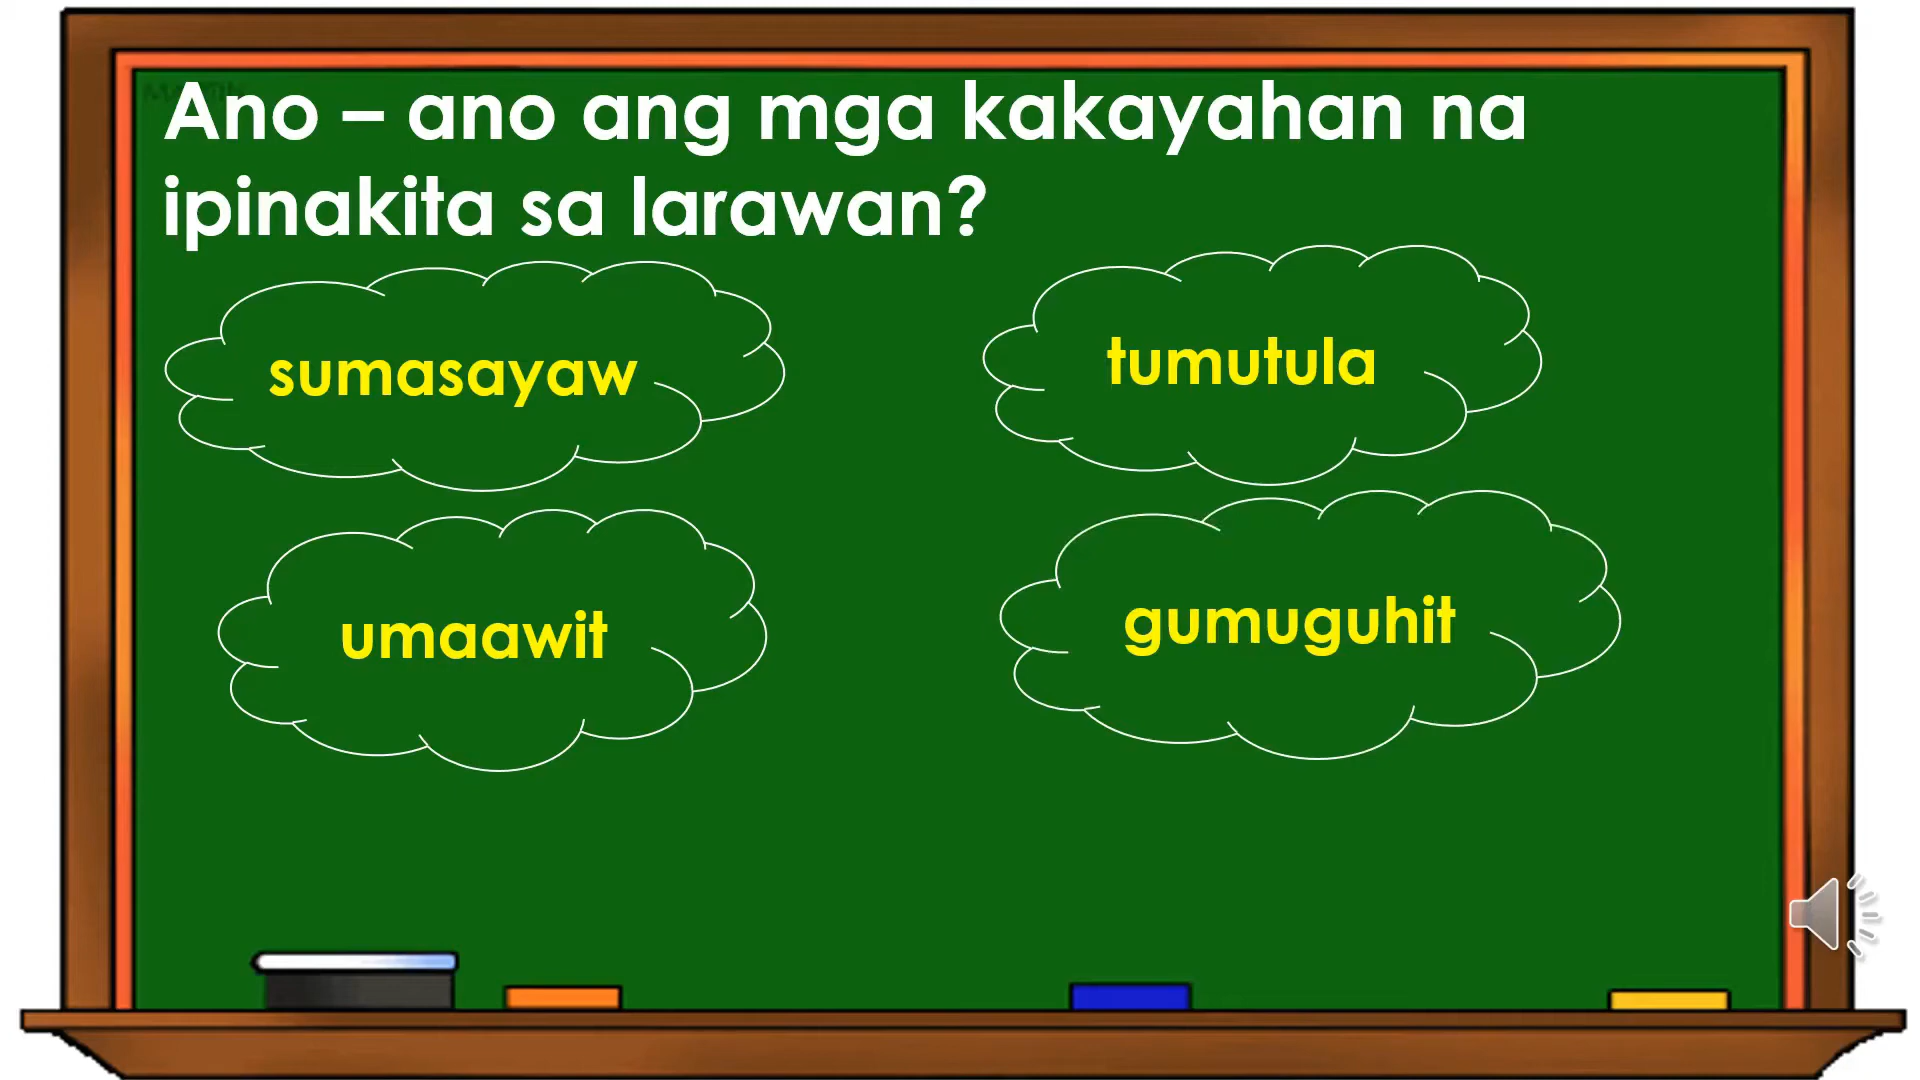 Ano – ano ang mga kakayahan na
ipinakita sa larawan?
sumasayaw
tumutula
umaawit
gumuguhit